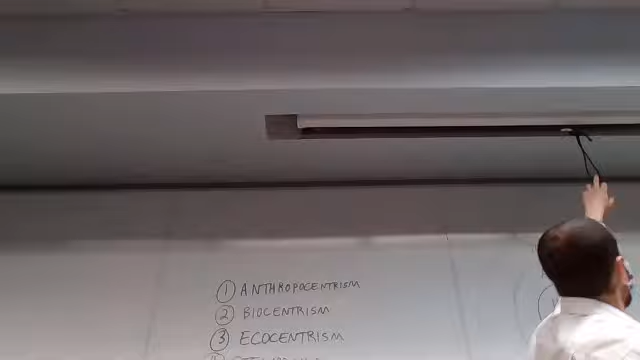 ① ANTHROPOCENTRISM
② BIOCENTRISM
③ ECOCENTRISM